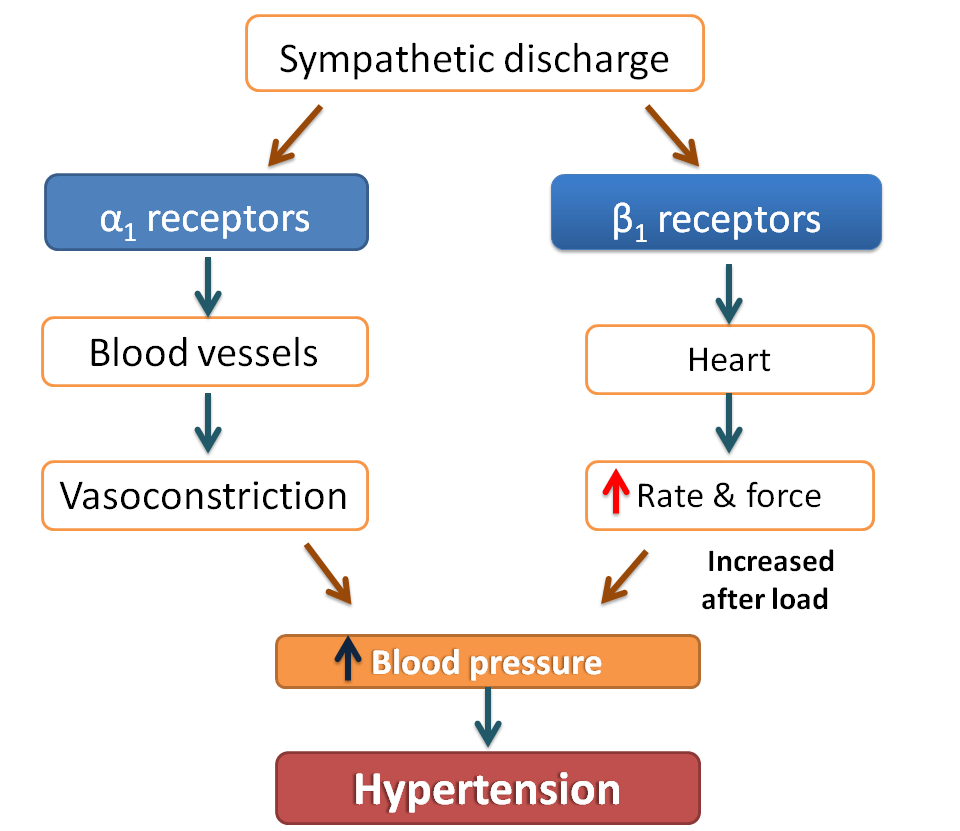 Sympathetic discharge
α₁ receptors
β₁ receptors
Blood vessels
Heart
Vasoconstriction
↑ Rate & force
Increased
after load
↑ Blood pressure
Hypertension